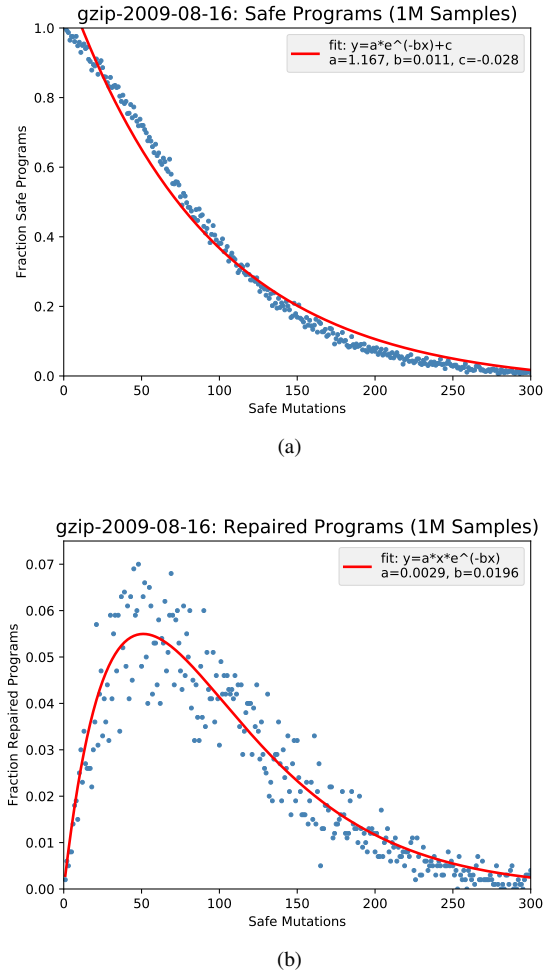 gzip-2009-08-16: Safe Programs (1M Samples)
fit: y=a*e^(-bx)+c
a=1.167, b=0.011, c=-0.028
1.0
0.8
0.6
0.4
0.2
0.0
Fraction Safe Programs
0 50 100 150 200 250 300
Safe Mutations
(a)
gzip-2009-08-16: Repaired Programs (1M Samples)
fit: y=a*x*e^(-bx)
a=0.0029, b=0.0196
0.07
0.06
0.05
0.04
0.03
0.02
0.01
0.00
Fraction Repaired Programs
0 50 100 150 200 250 300
Safe Mutations
(b)